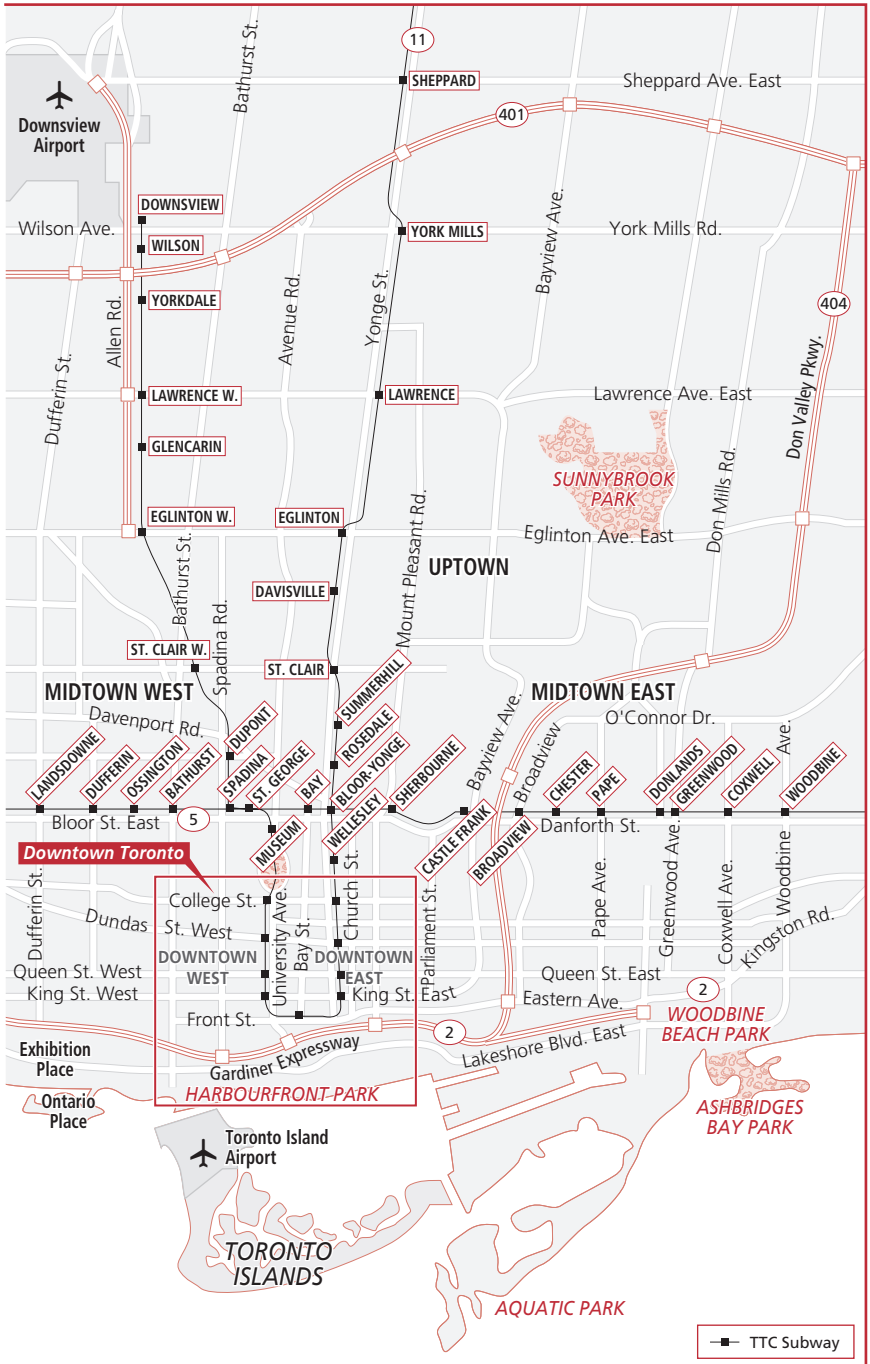 11
Bathurst St.
SHEPPARD
Sheppard Ave. East
401
Downsview
Airport
DOWNSVIEW
Wilson Ave.
WILSON
YORK MILLS
York Mills Rd.
Bayview Ave.
YORKDALE
Allen Rd.
Avenue Rd.
Yonge St.
404
Dufferin St.
LAWRENCE W.
LAWRENCE
Lawrence Ave. East
Don Valley Pkwy.
GLENCARIN
SUNNYBROOK
PARK
Don Mills Rd.
EGLINTON W.
EGLINTON
Eglinton Ave. East
Bathurst St.
Mount Pleasant Rd.
UPTOWN
DAVISVILLE
Spadina Rd.
ST. CLAIR W.
ST. CLAIR
SUMMERHILL
MIDTOWN WEST
MIDTOWN EAST
Davenport Rd.
Bayview Ave.
O'Connor Dr.
LANDSDOWNE
DUFFERIN
OSSINGTON
BATHURST
DUPONT
SPADINA
ST. GEORGE
BAY
ROSEDALE
BLOOR-YONGE
SHERBOURNE
Broadview
CHESTER
PAPE
DONLANDS
GREENWOOD
COXWELL
WOODBINE
Woodbine Ave.
Bloor St. East
5
MUSEUM
WELLESLEY
CASTLE FRANK
BROADVIEW
Danforth St.
Downtown Toronto
College St.
Dufferin St.
Dundas St. West
University Ave.
Bay St.
Church St.
Parliament St.
Pape Ave.
Greenwood Ave.
Coxwell Ave.
Kingston Rd.
DOWNTOWN
WEST
DOWNTOWN
EAST
Queen St. West
Queen St. East
King St. West
King St. East
Eastern Ave.
2
Front St.
2
WOODBINE
BEACH PARK
Gardiner Expressway
Lakeshore Blvd. East
Exhibition
Place
HARBOURFRONT PARK
Ontario
Place
ASHBRIDGES
BAY PARK
Toronto Island
Airport
TORONTO
ISLANDS
AQUATIC PARK
TTC Subway